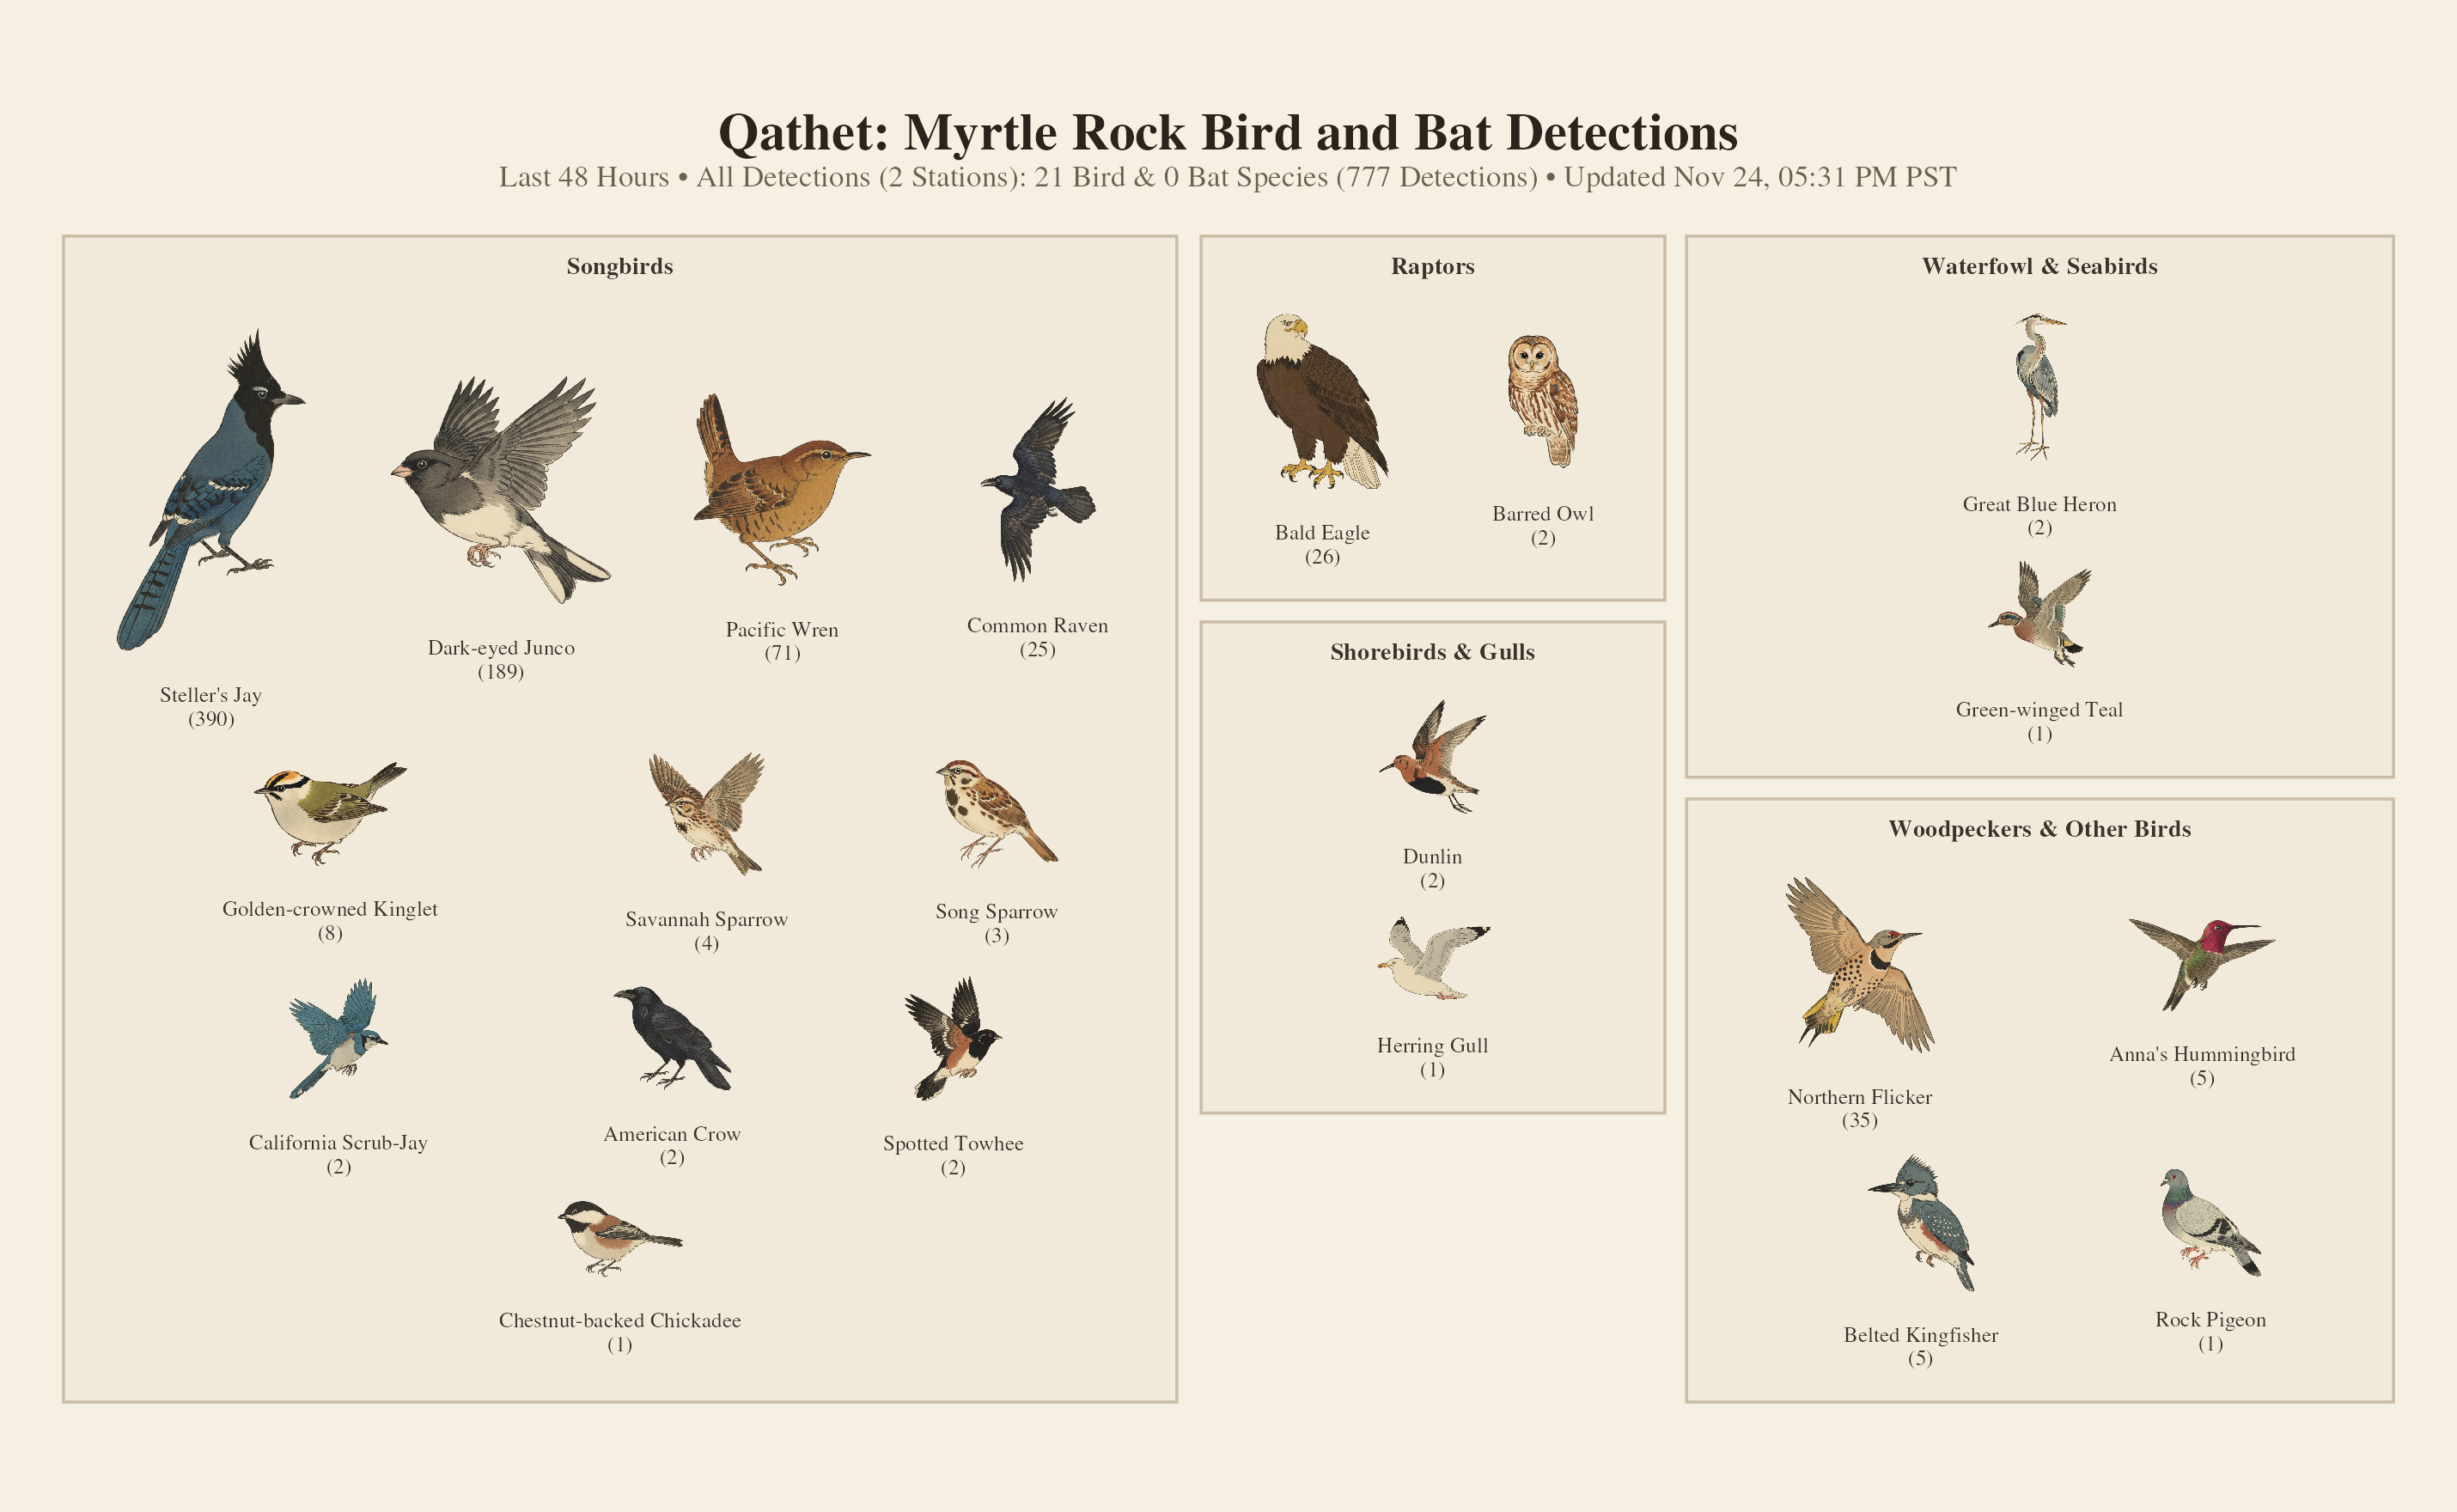 Qathet: Myrtle Rock Bird and Bat Detections
Last 48 Hours • All Detections (2 Stations): 21 Bird & 0 Bat Species (777 Detections) • Updated Nov 24, 05:31 PM PST
Songbirds
Steller's Jay
(390)
Dark-eyed Junco
(189)
Pacific Wren
(71)
Common Raven
(25)
Golden-crowned Kinglet
(8)
Savannah Sparrow
(4)
Song Sparrow
(3)
California Scrub-Jay
(2)
American Crow
(2)
Spotted Towhee
(2)
Chestnut-backed Chickadee
(1)
Raptors
Bald Eagle
(26)
Barred Owl
(2)
Shorebirds & Gulls
Dunlin
(2)
Herring Gull
(1)
Waterfowl & Seabirds
Great Blue Heron
(2)
Green-winged Teal
(1)
Woodpeckers & Other Birds
Northern Flicker
(35)
Anna's Hummingbird
(5)
Belted Kingfisher
(5)
Rock Pigeon
(1)